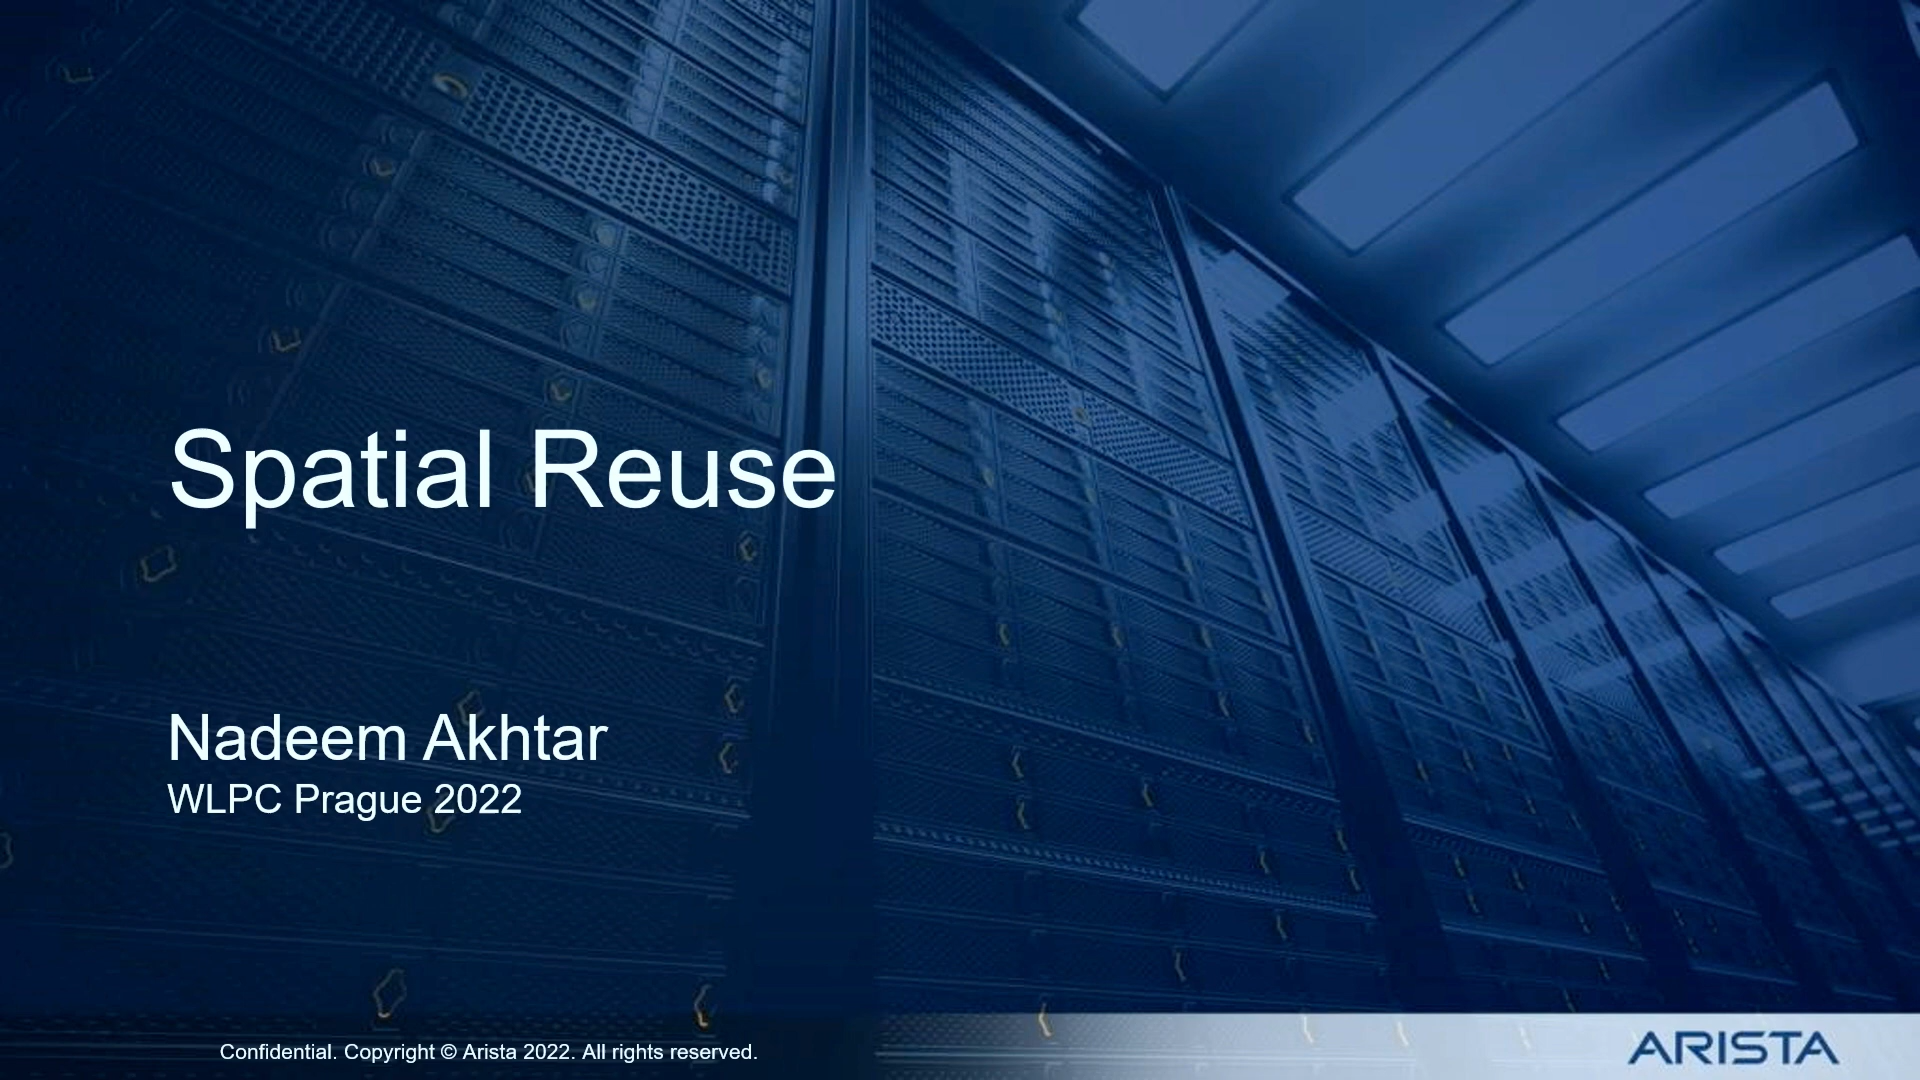 Spatial Reuse
Nadeem Akhtar
WLPC Prague 2022
Confidential. Copyright © Arista 2022. All rights reserved.
ARISTA